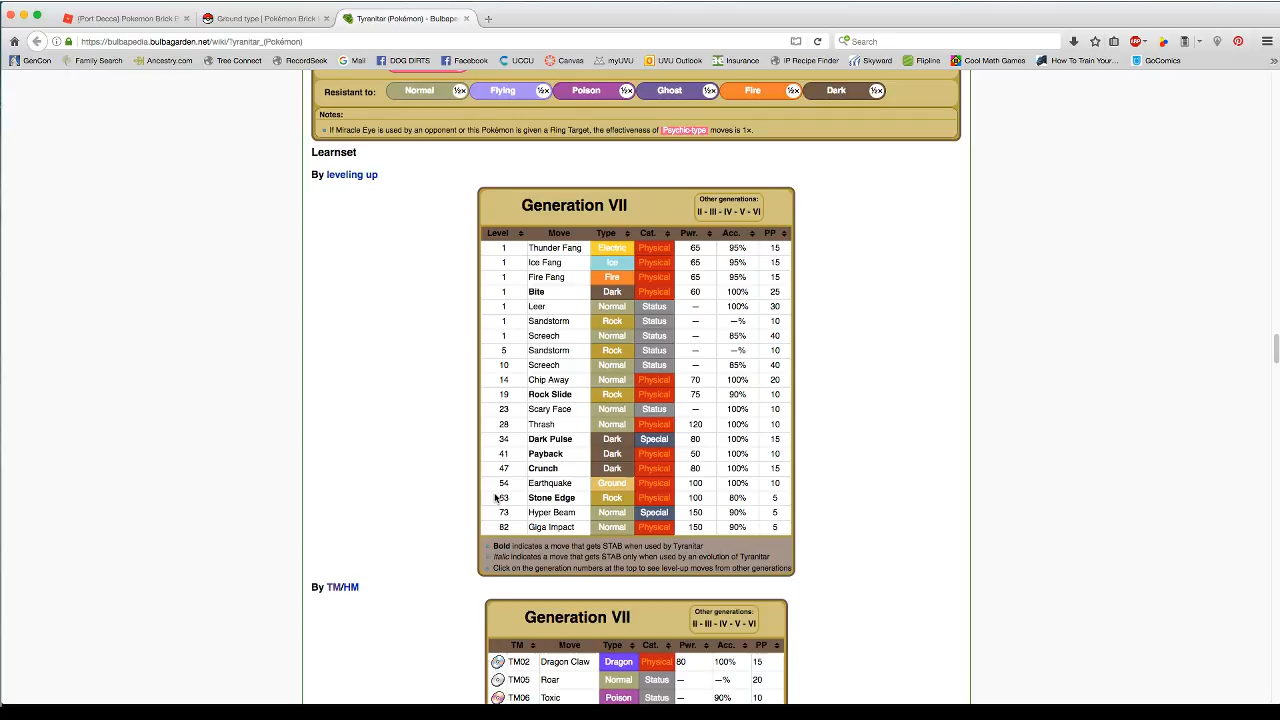 [Port Decca] Pokemon Brick E
Ground type | Pokémon Brick
Tyranitar (Pokémon) - Bulbape
https://bulbapedia.bulbagarden.net/wiki/Tyranitar_(Pokémon)
Search
GenCon Family Search Ancestry.com Tree Connect RecordSeek Mail DOG DIRTS Facebook UCCU Canvas myUVU UVU Outlook Insurance IP Recipe Finder Skyward Flipline Cool Math Games How To Train Your... GoComics
Resistant to: Normal ½× Flying ½× Poison ½× Ghost ½× Fire ½× Dark ½×
Notes:
If Miracle Eye is used by an opponent or this Pokémon is given a Ring Target, the effectiveness of Psychic-type moves is 1×.
Learnset
By leveling up
Generation VII
Other generations:
II - III - IV - V - VI
Level Move Type Cat. Pwr. Acc. PP
1 Thunder Fang Electric Physical 65 95% 15
1 Ice Fang Ice Physical 65 95% 15
1 Fire Fang Fire Physical 65 95% 15
1 Bite Dark Physical 60 100% 25
1 Leer Normal Status — 100% 30
1 Sandstorm Rock Status — —% 10
1 Screech Normal Status — 85% 40
5 Sandstorm Rock Status — —% 10
10 Screech Normal Status — 85% 40
14 Chip Away Normal Physical 70 100% 20
19 Rock Slide Rock Physical 75 90% 10
23 Scary Face Normal Status — 100% 10
28 Thrash Normal Physical 120 100% 10
34 Dark Pulse Dark Special 80 100% 15
41 Payback Dark Physical 50 100% 10
47 Crunch Dark Physical 80 100% 15
54 Earthquake Ground Physical 100 100% 10
63 Stone Edge Rock Physical 100 80% 5
73 Hyper Beam Normal Special 150 90% 5
82 Giga Impact Normal Physical 150 90% 5
Bold indicates a move that gets STAB when used by Tyranitar
Italic indicates a move that gets STAB only when used by an evolution of Tyranitar
Click on the generation numbers at the top to see level-up moves from other generations
By TM/HM
Generation VII
Other generations:
II - III - IV - V - VI
TM Move Type Cat. Pwr. Acc. PP
TM02 Dragon Claw Dragon Physical 80 100% 15
TM05 Roar Normal Status — —% 20
TM06 Toxic Poison Status — 90% 10